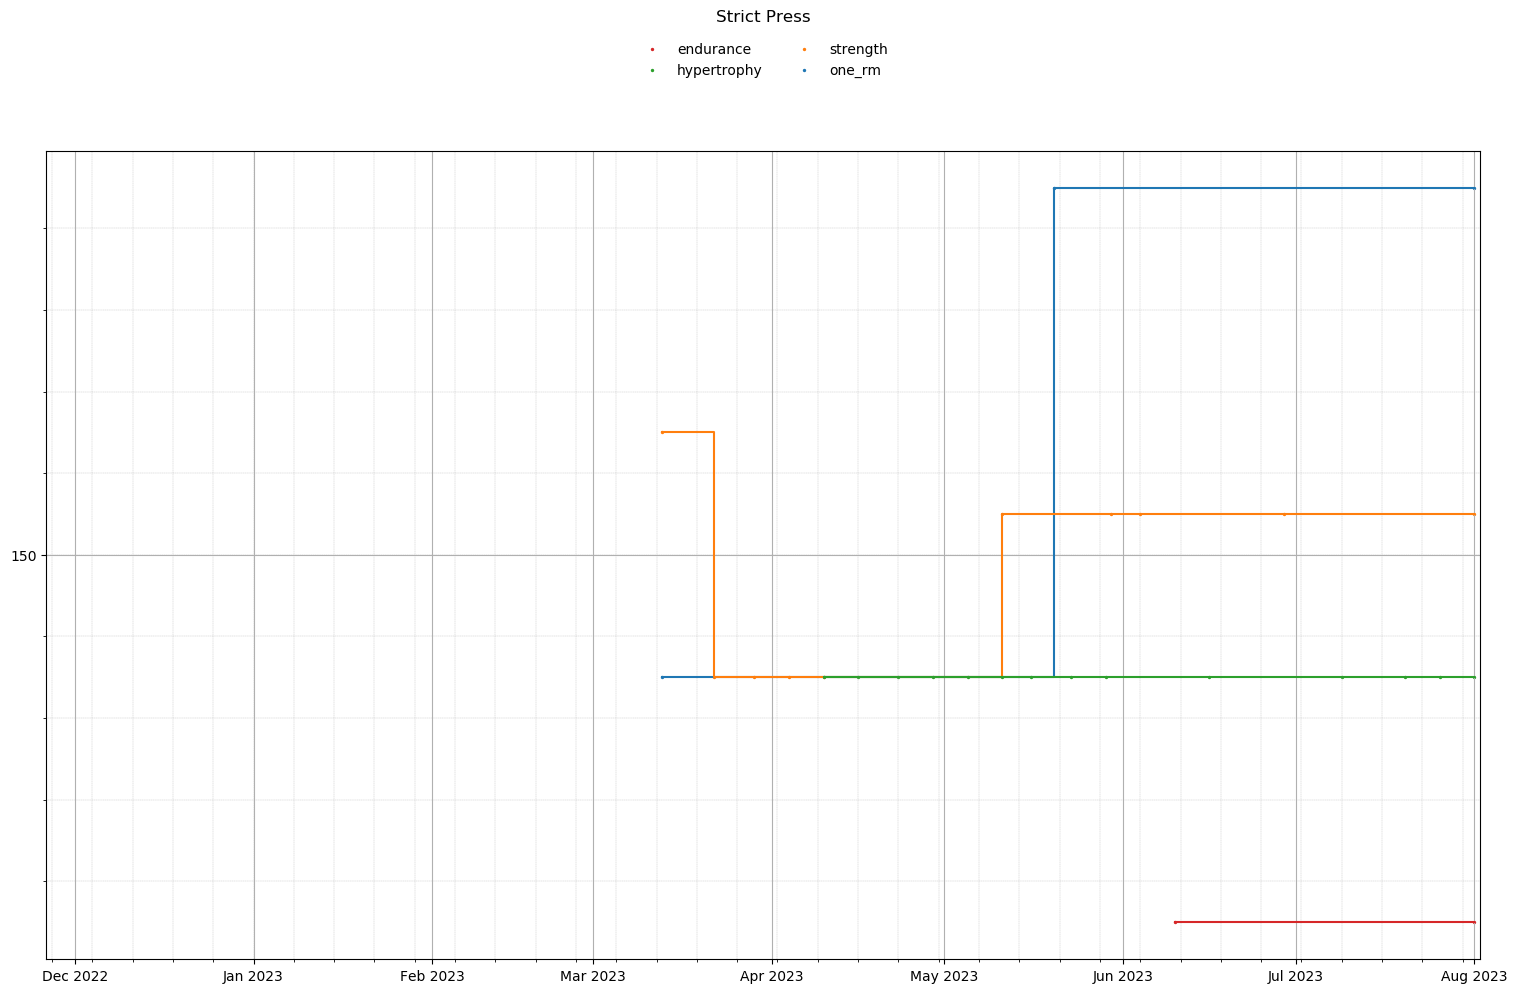 Strict Press
endurance
hypertrophy
strength
one_rm
150
Dec 2022
Jan 2023
Feb 2023
Mar 2023
Apr 2023
May 2023
Jun 2023
Jul 2023
Aug 2023